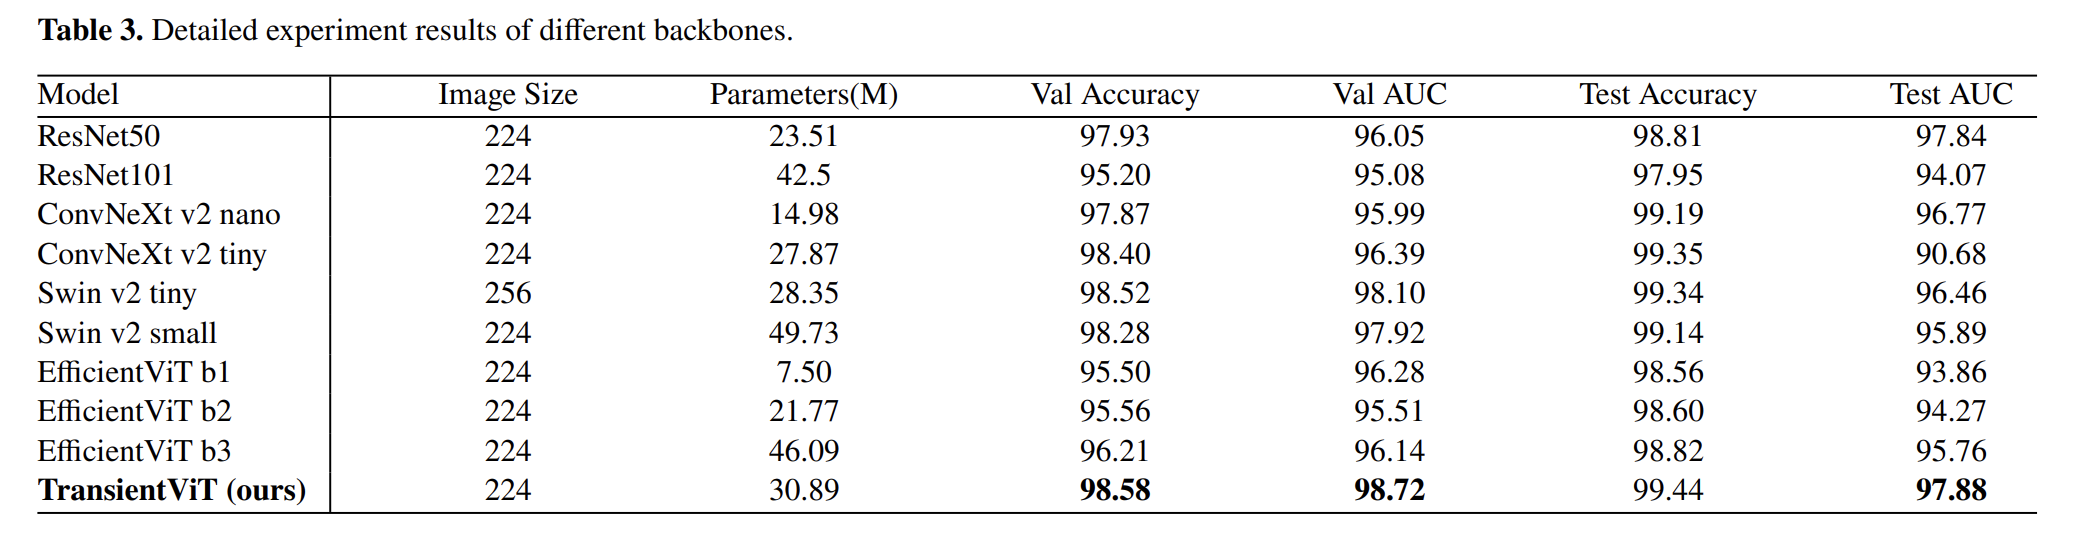 Table 3. Detailed experiment results of different backbones.
Model Image Size Parameters(M) Val Accuracy Val AUC Test Accuracy Test AUC
ResNet50 224 23.51 97.93 96.05 98.81 97.84
ResNet101 224 42.5 95.20 95.08 97.95 94.07
ConvNeXt v2 nano 224 14.98 97.87 95.99 99.19 96.77
ConvNeXt v2 tiny 224 27.87 98.40 96.39 99.35 90.68
Swin v2 tiny 256 28.35 98.52 98.10 99.34 96.46
Swin v2 small 224 49.73 98.28 97.92 99.14 95.89
EfficientViT b1 224 7.50 95.50 96.28 98.56 93.86
EfficientViT b2 224 21.77 95.56 95.51 98.60 94.27
EfficientViT b3 224 46.09 96.21 96.14 98.82 95.76
TransientViT (ours) 224 30.89 98.58 98.72 99.44 97.88